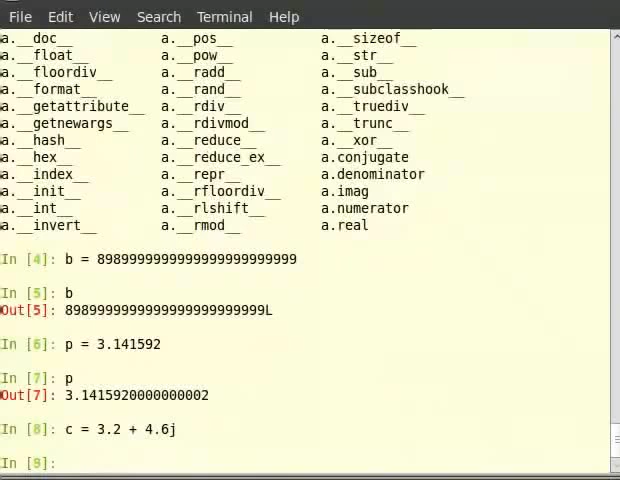 File Edit View Search Terminal Help
a.__doc__ a.__pos__ a.__sizeof__
a.__float__ a.__pow__ a.__str__
a.__floordiv__ a.__radd__ a.__sub__
a.__format__ a.__rand__ a.__subclasshook__
a.__getattribute__ a.__rdiv__ a.__truediv__
a.__getnewargs__ a.__rdivmod__ a.__trunc__
a.__hash__ a.__reduce__ a.__xor__
a.__hex__ a.__reduce_ex__ a.conjugate
a.__index__ a.__repr__ a.denominator
a.__init__ a.__rfloordiv__ a.imag
a.__int__ a.__rlshift__ a.numerator
a.__invert__ a.__rmod__ a.real
In [4]: b = 8989999999999999999999999
In [5]: b
Out[5]: 8989999999999999999999999L
In [6]: p = 3.141592
In [7]: p
Out[7]: 3.1415920000000002
In [8]: c = 3.2 + 4.6j
In [9]: